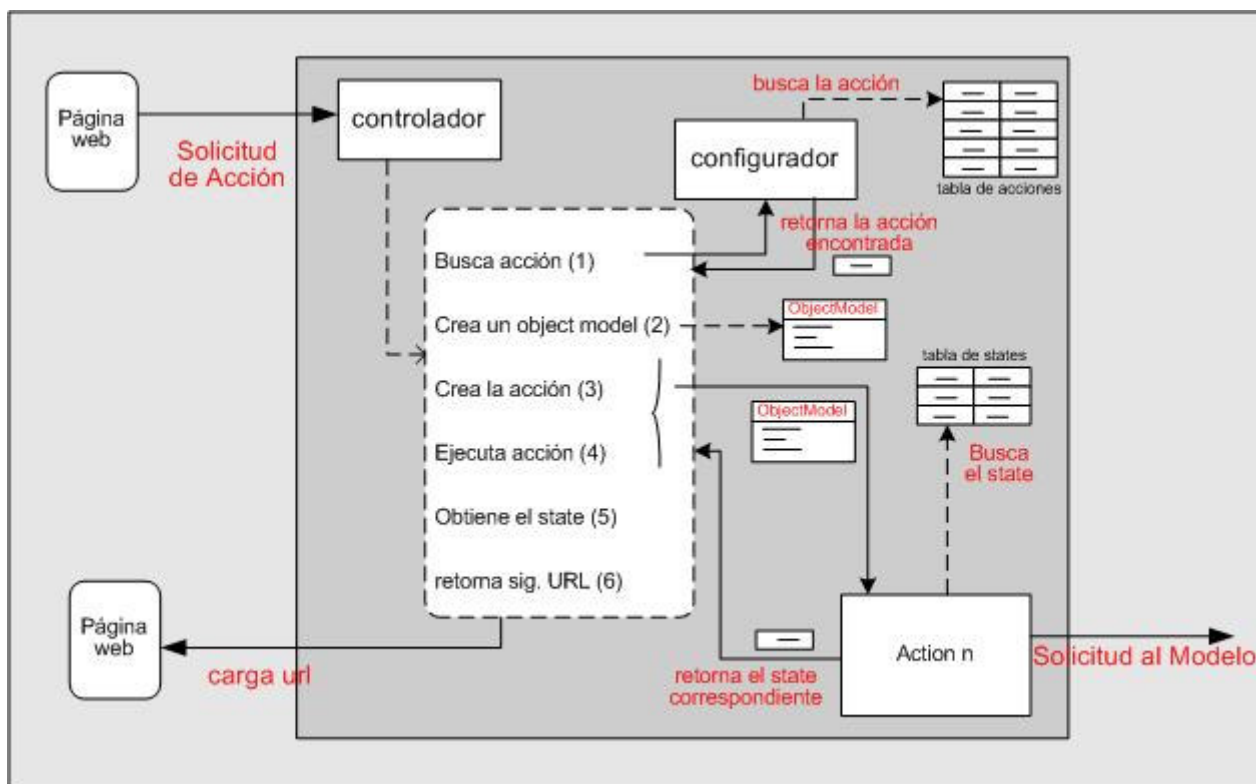 Página
web
Solicitud
de Acción
controlador
busca la acción
configurador
tabla de acciones
retorna la acción
encontrada
Busca acción (1)
Crea un object model (2)
ObjectModel
Crea la acción (3)
ObjectModel
tabla de states
Ejecuta acción (4)
Busca
el state
Obtiene el state (5)
retorna sig. URL (6)
Página
web
carga url
retorna el state
correspondiente
Action n
Solicitud al Modelo